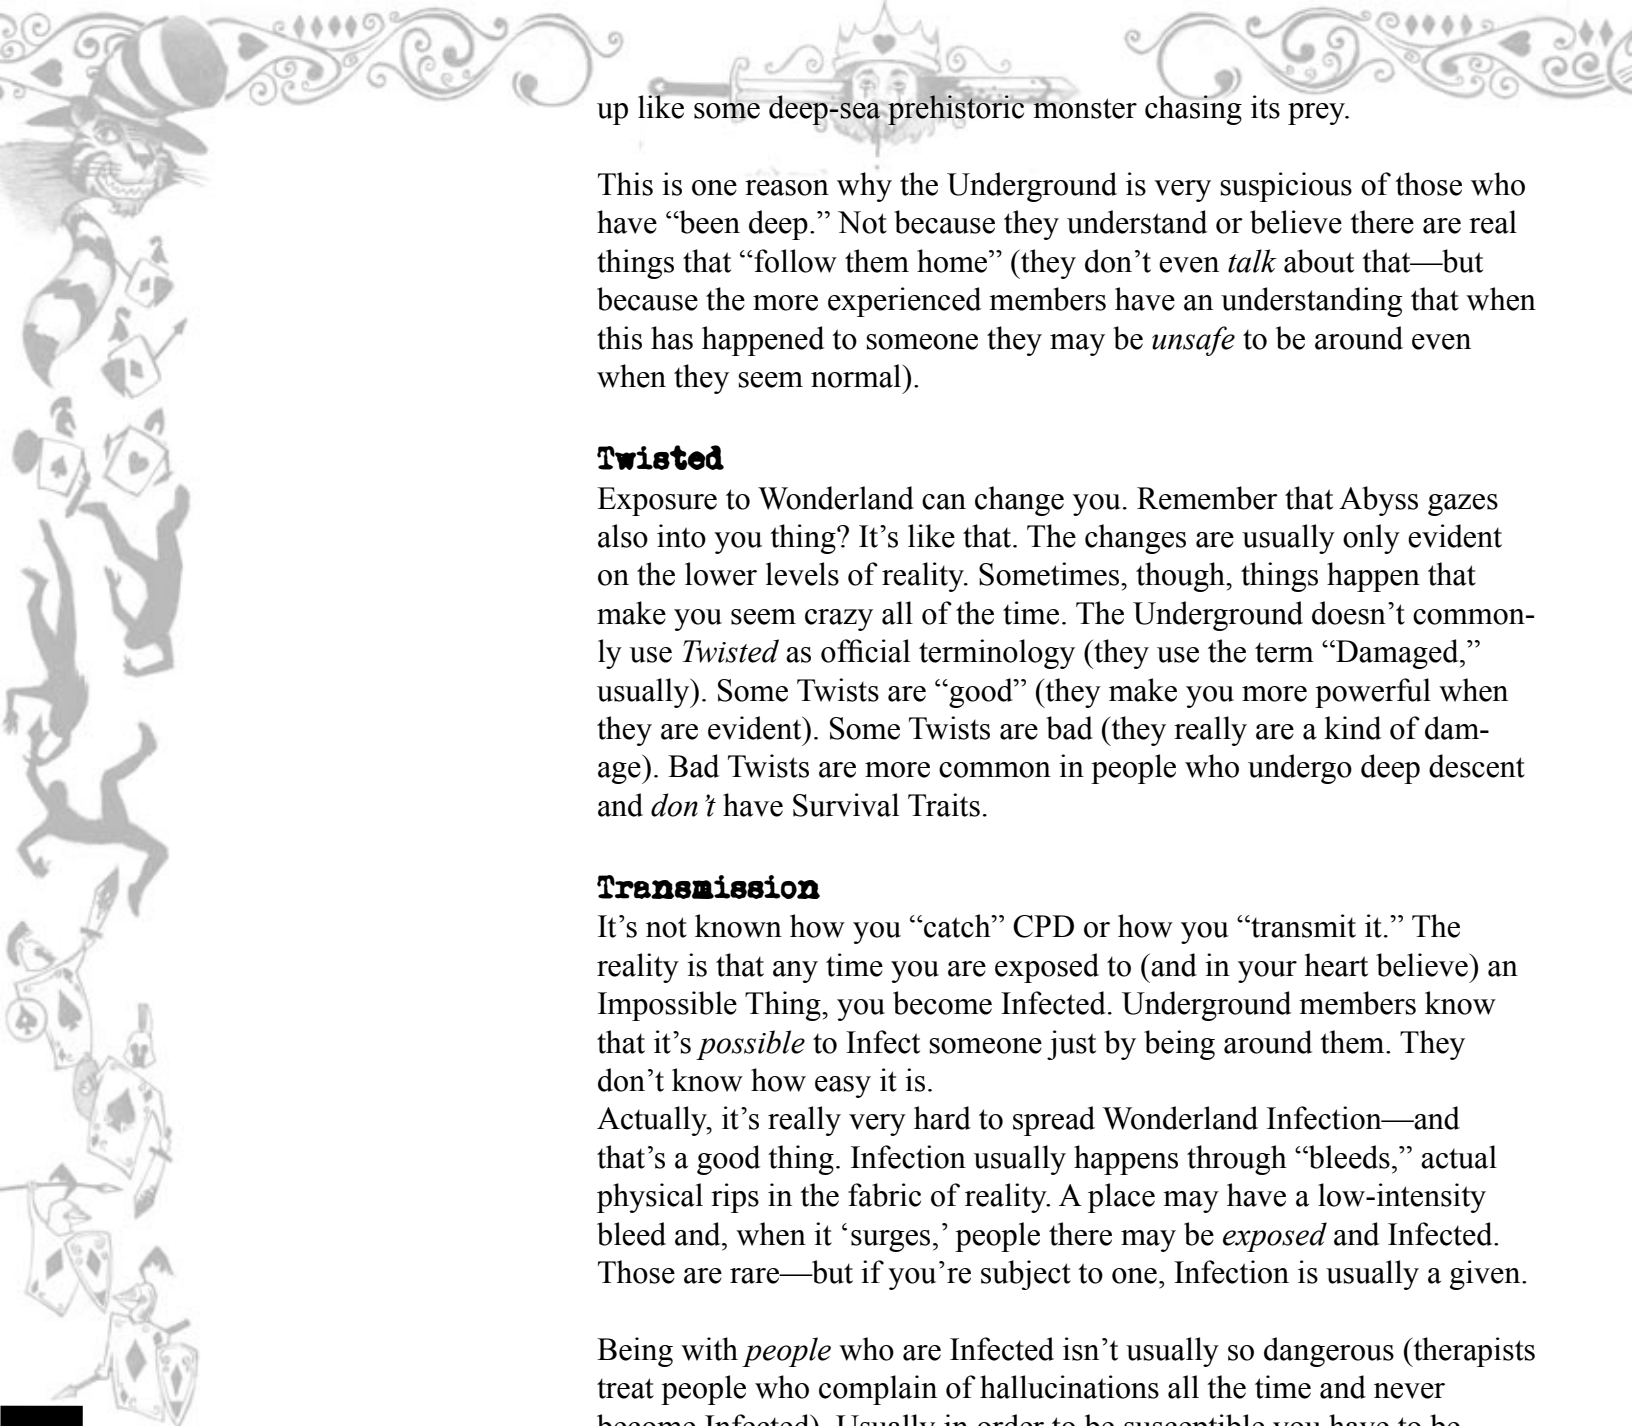 up like some deep-sea prehistoric monster chasing its prey.
This is one reason why the Underground is very suspicious of those who
have “been deep.” Not because they understand or believe there are real
things that “follow them home” (they don’t even talk about that—but
because the more experienced members have an understanding that when
this has happened to someone they may be unsafe to be around even
when they seem normal).
Twisted
Exposure to Wonderland can change you. Remember that Abyss gazes
also into you thing? It’s like that. The changes are usually only evident
on the lower levels of reality. Sometimes, though, things happen that
make you seem crazy all of the time. The Underground doesn’t common-
ly use Twisted as official terminology (they use the term “Damaged,”
usually). Some Twists are “good” (they make you more powerful when
they are evident). Some Twists are bad (they really are a kind of dam-
age). Bad Twists are more common in people who undergo deep descent
and don’t have Survival Traits.
Transmission
It’s not known how you “catch” CPD or how you “transmit it.” The
reality is that any time you are exposed to (and in your heart believe) an
Impossible Thing, you become Infected. Underground members know
that it’s possible to Infect someone just by being around them. They
don’t know how easy it is.
Actually, it’s really very hard to spread Wonderland Infection—and
that’s a good thing. Infection usually happens through “bleeds,” actual
physical rips in the fabric of reality. A place may have a low-intensity
bleed and, when it ‘surges,’ people there may be exposed and Infected.
Those are rare—but if you’re subject to one, Infection is usually a given.
Being with people who are Infected isn’t usually so dangerous (therapists
treat people who complain of hallucinations all the time and never
become Infected). Usually in order to be susceptible you have to be